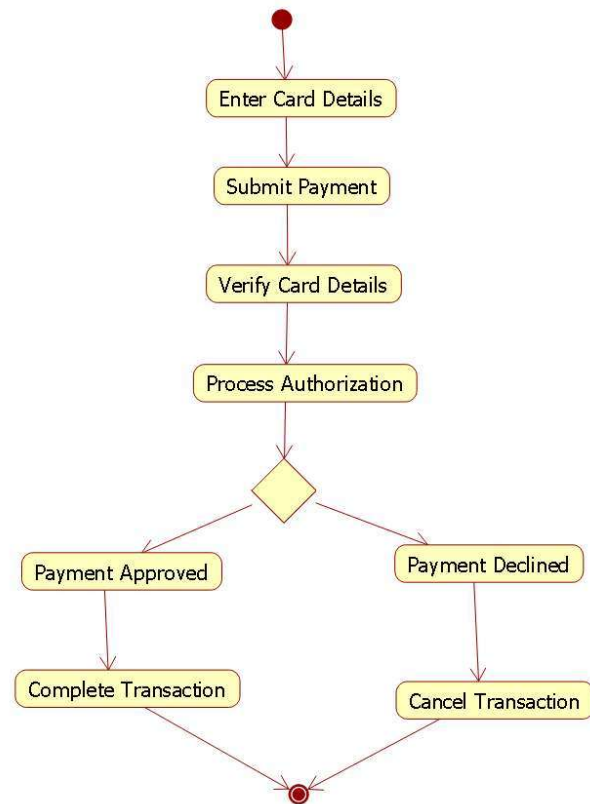 Enter Card Details
Submit Payment
Verify Card Details
Process Authorization
Payment Approved
Payment Declined
Complete Transaction
Cancel Transaction